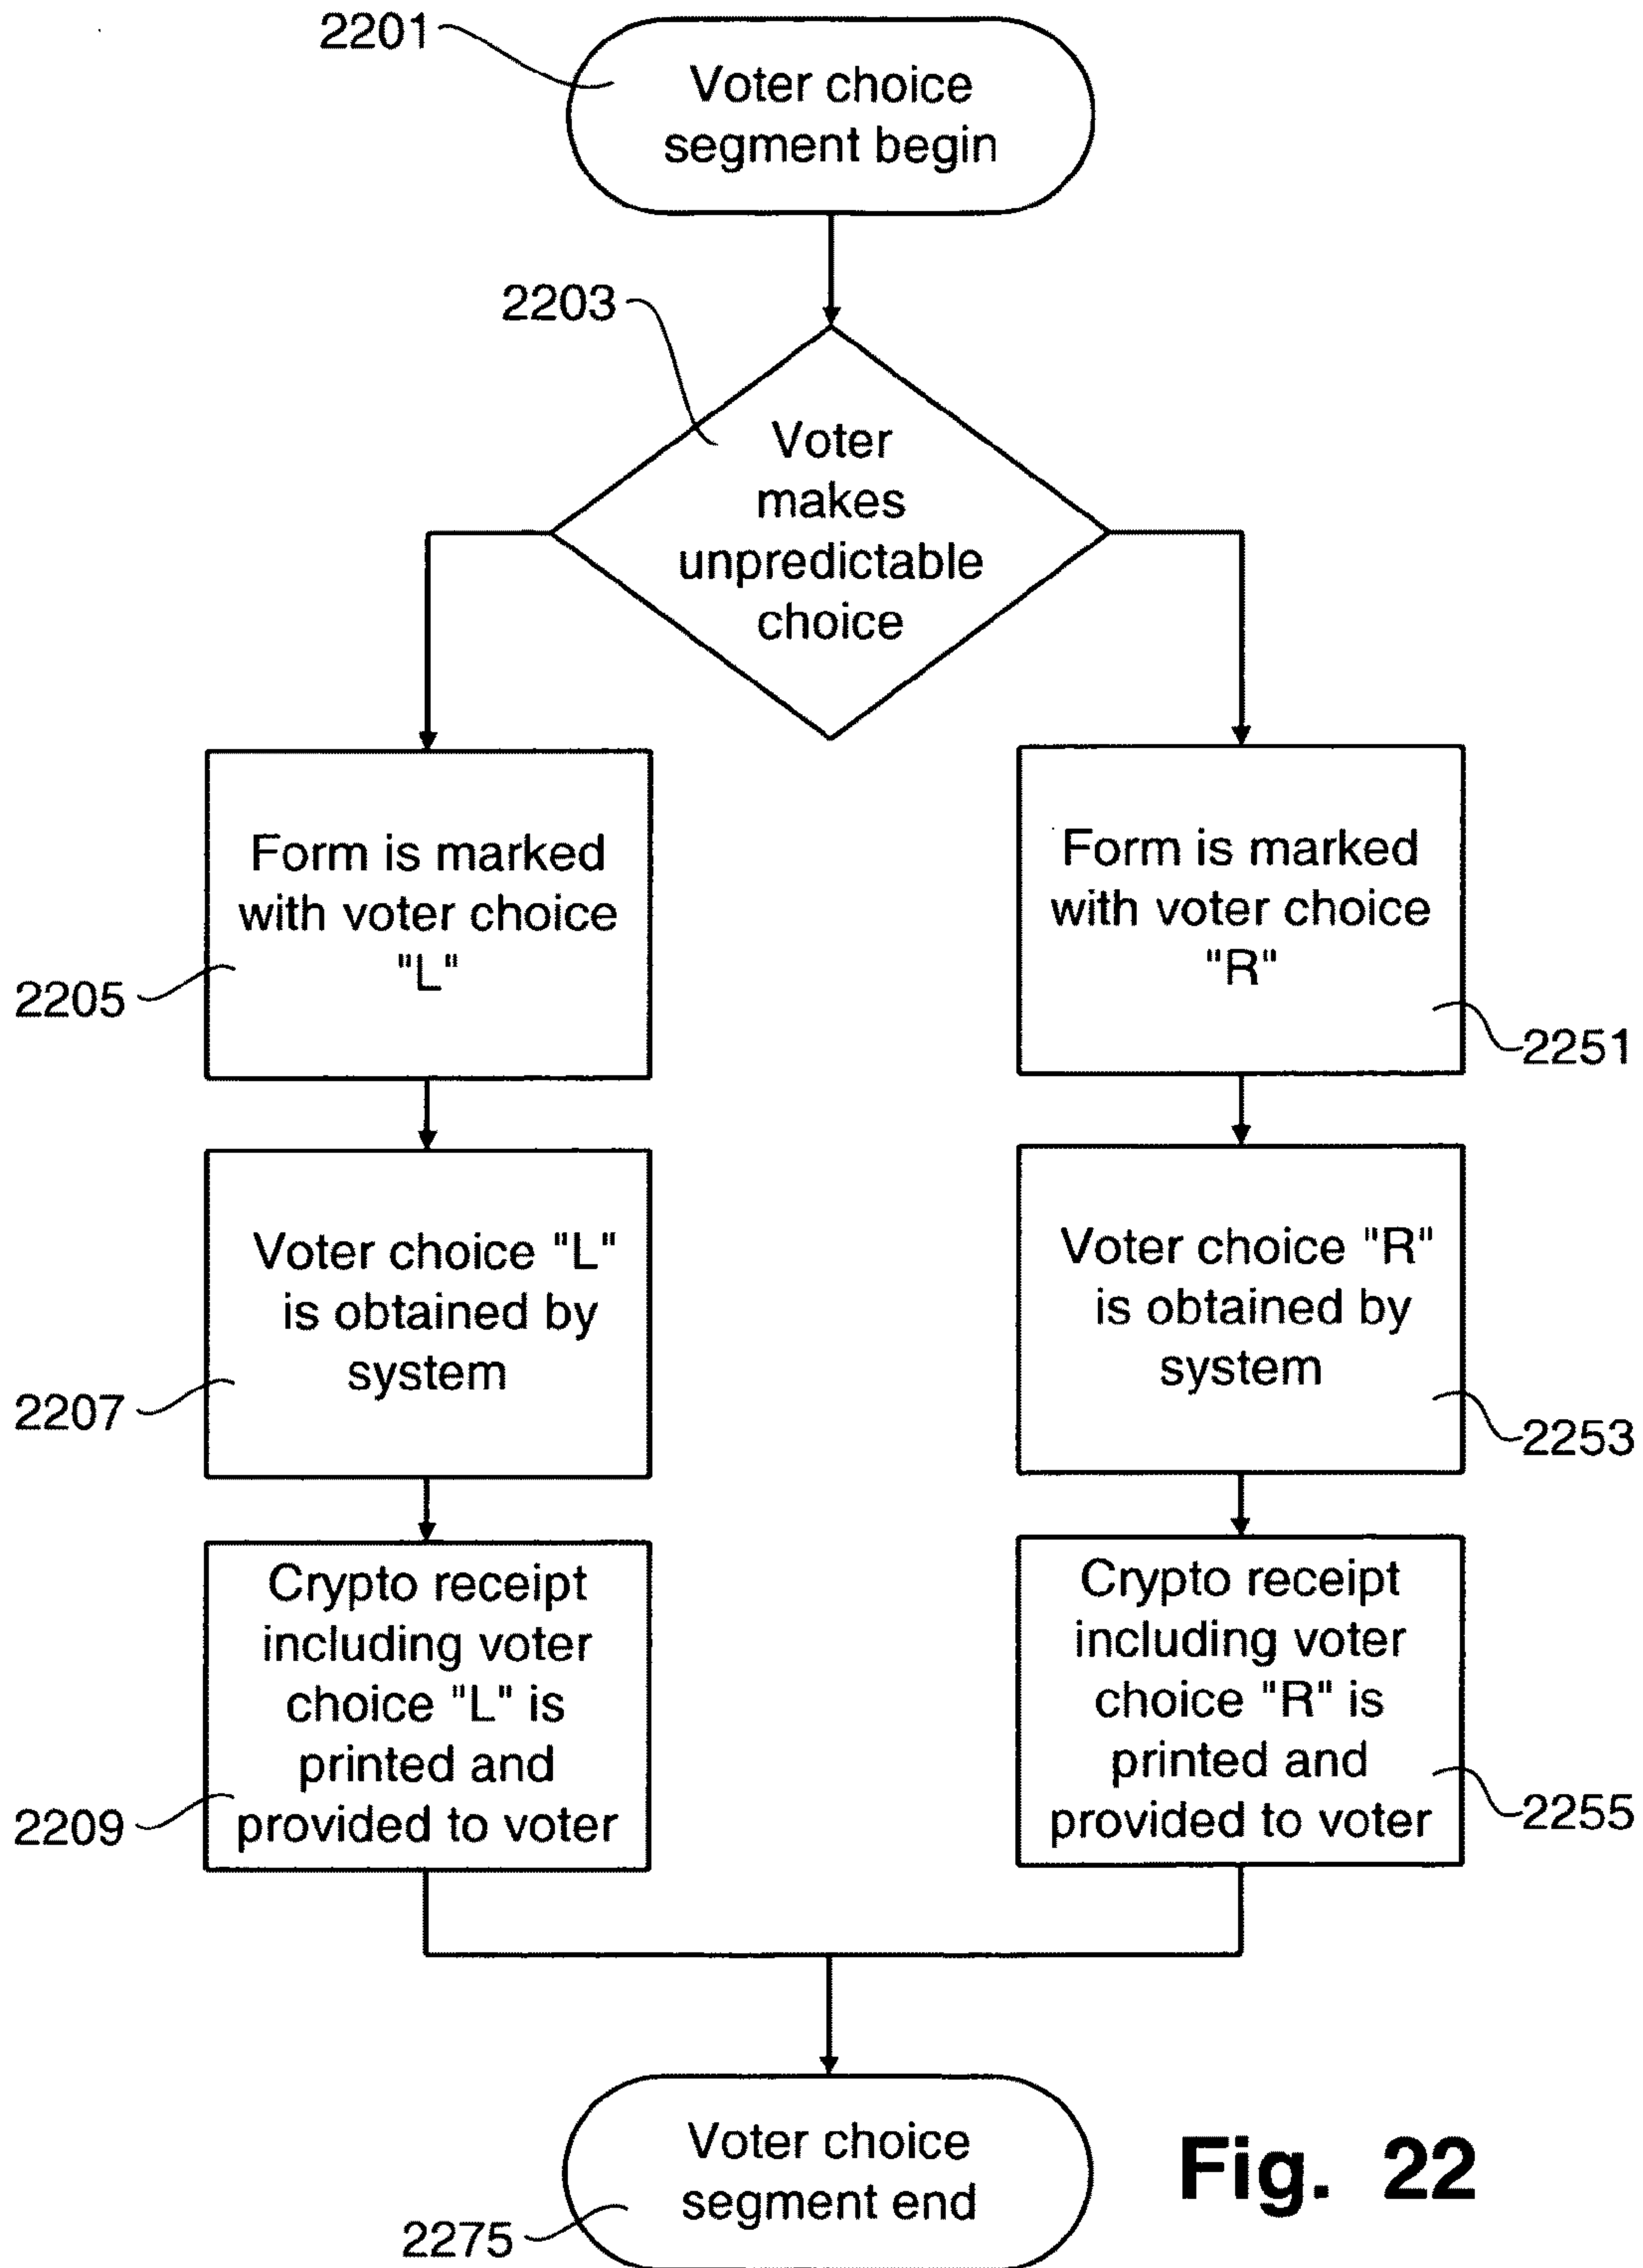 2201
Voter choice
segment begin
2203
Voter
makes
unpredictable
choice
Form is marked
with voter choice
"L"
2205
Form is marked
with voter choice
"R"
2251
Voter choice "L"
is obtained by
system
2207
Voter choice "R"
is obtained by
system
2253
Crypto receipt
including voter
choice "L" is
printed and
provided to voter
2209
Crypto receipt
including voter
choice "R" is
printed and
provided to voter
2255
Voter choice
segment end
2275
Fig. 22